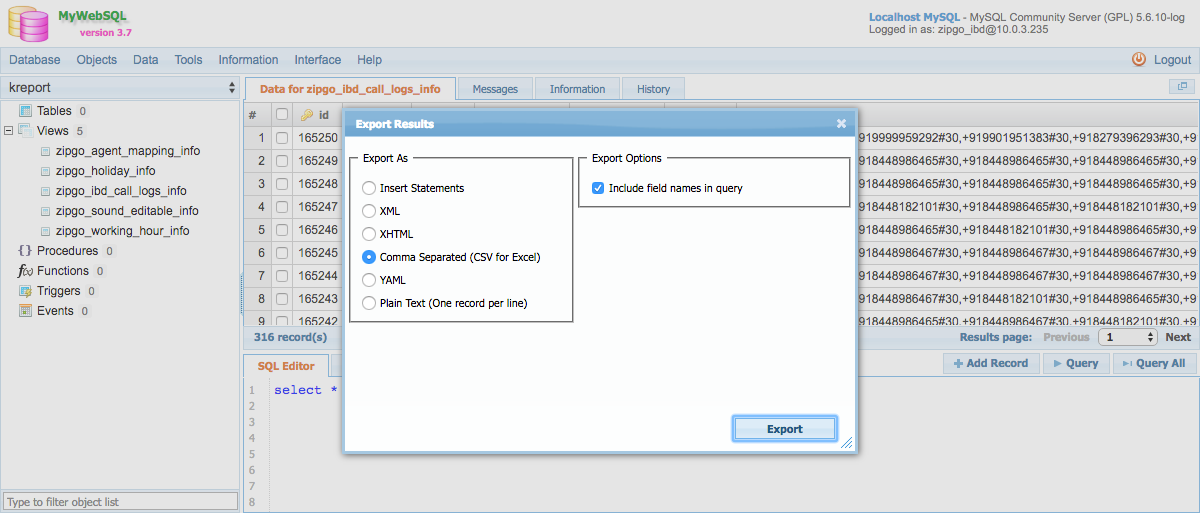 MyWebSQL
version 3.7
Localhost MySQL - MySQL Community Server (GPL) 5.6.10-log
Logged in as: zipgo_ibd@10.0.3.235
Database Objects Data Tools Information Interface Help Logout
kreport
Tables 0
Views 5
zipgo_agent_mapping_info
zipgo_holiday_info
zipgo_ibd_call_logs_info
zipgo_sound_editable_info
zipgo_working_hour_info
{} Procedures 0
f(x) Functions 0
Triggers 0
Events 0
Type to filter object list
Data for zipgo_ibd_call_logs_info Messages Information History
# id
1 165250 919999959292#30,+919901951383#30,+918279396293#30,+9
2 165249 918448986465#30,+918448986467#30,+918448182101#30,+9
3 165248 918448986465#30,+918448986467#30,+918448182101#30,+9
4 165247 918448182101#30,+918448182101#30,+918448986465#30,+9
5 165246 918448986467#30,+918448182101#30,+918448986465#30,+9
6 165245 918448986467#30,+918448986467#30,+918448986465#30,+9
7 165244 918448986467#30,+918448986467#30,+918448986465#30,+9
8 165243 918448986467#30,+918448182101#30,+918448986465#30,+9
9 165242 918448986465#30,+918448986467#30,+918448182101#30,+9
316 record(s) Results page: Previous 1 Next
Export Results
Export As
Insert Statements
XML
XHTML
Comma Separated (CSV for Excel)
YAML
Plain Text (One record per line)
Export Options
Include field names in query
Export
SQL Editor Add Record Query Query All
1 select *
2
3
4
5
6
7
8